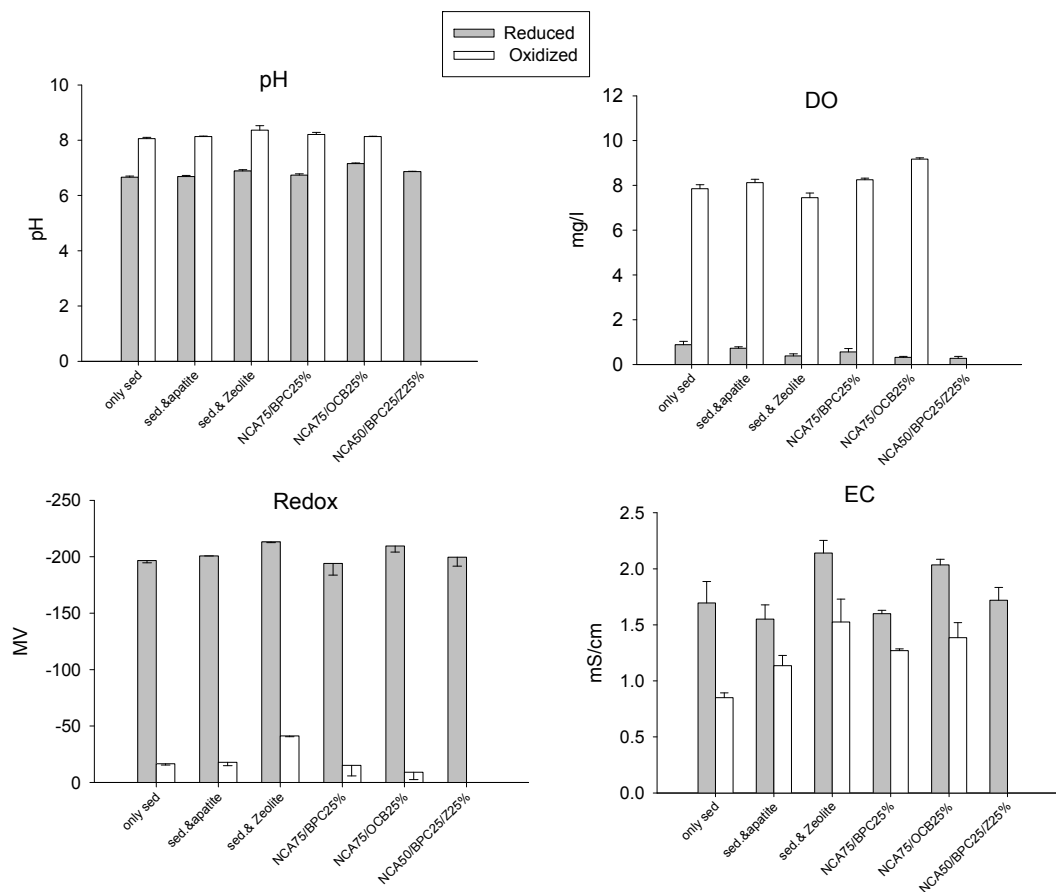 Reduced
Oxidized
pH
10
8
6
4
2
0
pH
only sed
sed.&apatite
sed.& Zeolite
NCA75/BPC25%
NCA75/OCB25%
NCA50/BPC25/Z25%
DO
12
10
8
6
4
2
0
mg/l
only sed
sed.&apatite
sed.& Zeolite
NCA75/BPC25%
NCA75/OCB25%
NCA50/BPC25/Z25%
Redox
-250
-200
-150
-100
-50
0
MV
only sed
sed.&apatite
sed.& Zeolite
NCA75/BPC25%
NCA75/OCB25%
NCA50/BPC25/Z25%
EC
2.5
2.0
1.5
1.0
0.5
0.0
mS/cm
only sed
sed.&apatite
sed.& Zeolite
NCA75/BPC25%
NCA75/OCB25%
NCA50/BPC25/Z25%